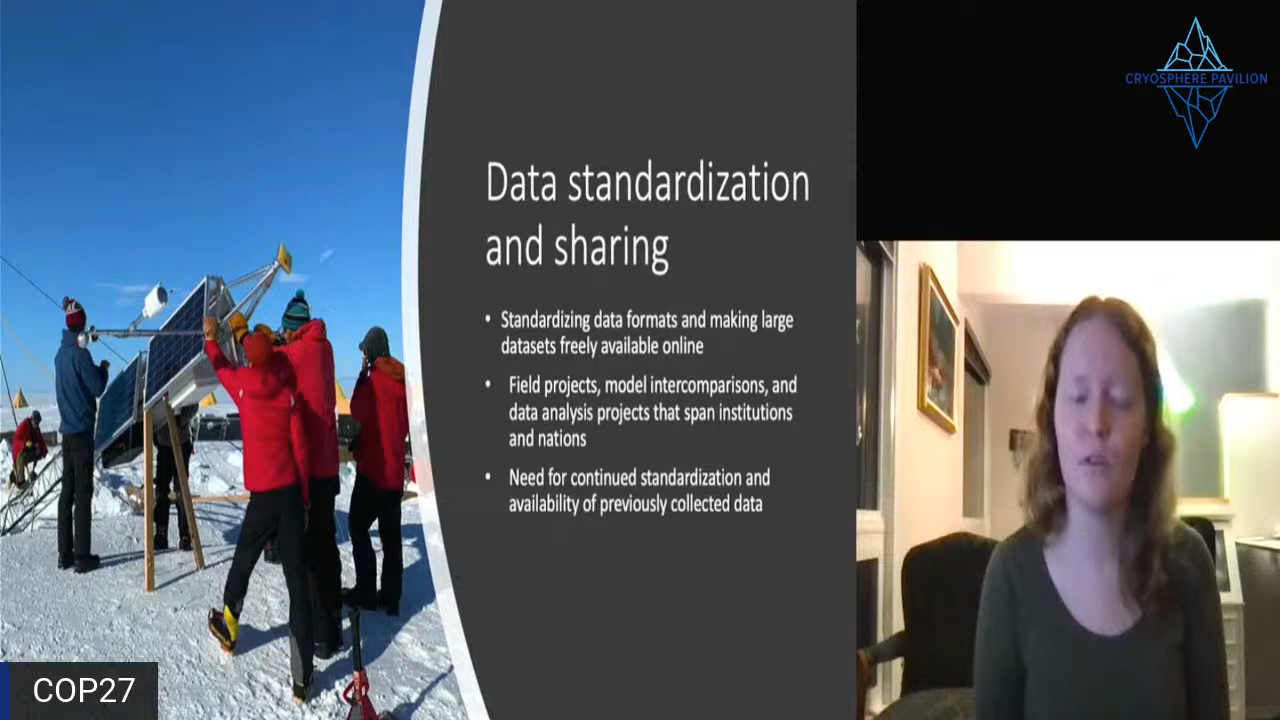 CRYOSPHERE PAVILION
Data standardization
and sharing
• Standardizing data formats and making large
datasets freely available online
• Field projects, model intercomparisons, and
data analysis projects that span institutions
and nations
• Need for continued standardization and
availability of previously collected data
COP27